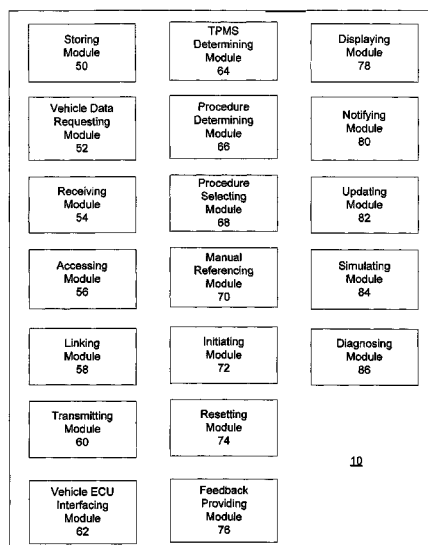 Storing
Module
50
TPMS
Determining
Module
64
Displaying
Module
78
Vehicle Data
Requesting
Module
52
Procedure
Determining
Module
66
Notifying
Module
80
Receiving
Module
54
Procedure
Selecting
Module
68
Updating
Module
82
Accessing
Module
56
Manual
Referencing
Module
70
Simulating
Module
84
Linking
Module
58
Initiating
Module
72
Diagnosing
Module
86
Transmitting
Module
60
Resetting
Module
74
10
Vehicle ECU
Interfacing
Module
62
Feedback
Providing
Module
76